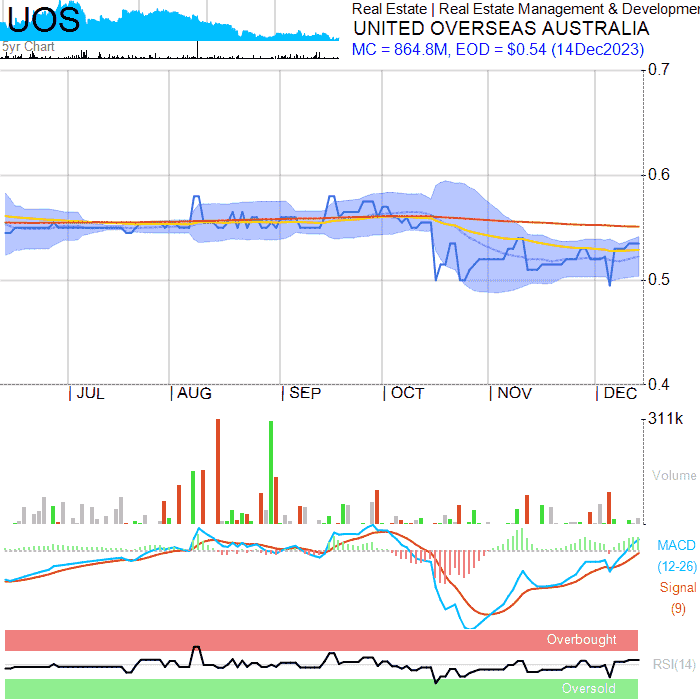 UOS
5yr Chart
Real Estate | Real Estate Management & Developmen
UNITED OVERSEAS AUSTRALIA
MC = 864.8M, EOD = $0.54 (14Dec2023)
0.7
0.6
0.5
0.4
| JUL | AUG | SEP | OCT | NOV | DEC
311k
Volume
MACD
(12-26)
Signal
(9)
Overbought
RSI(14)
Oversold